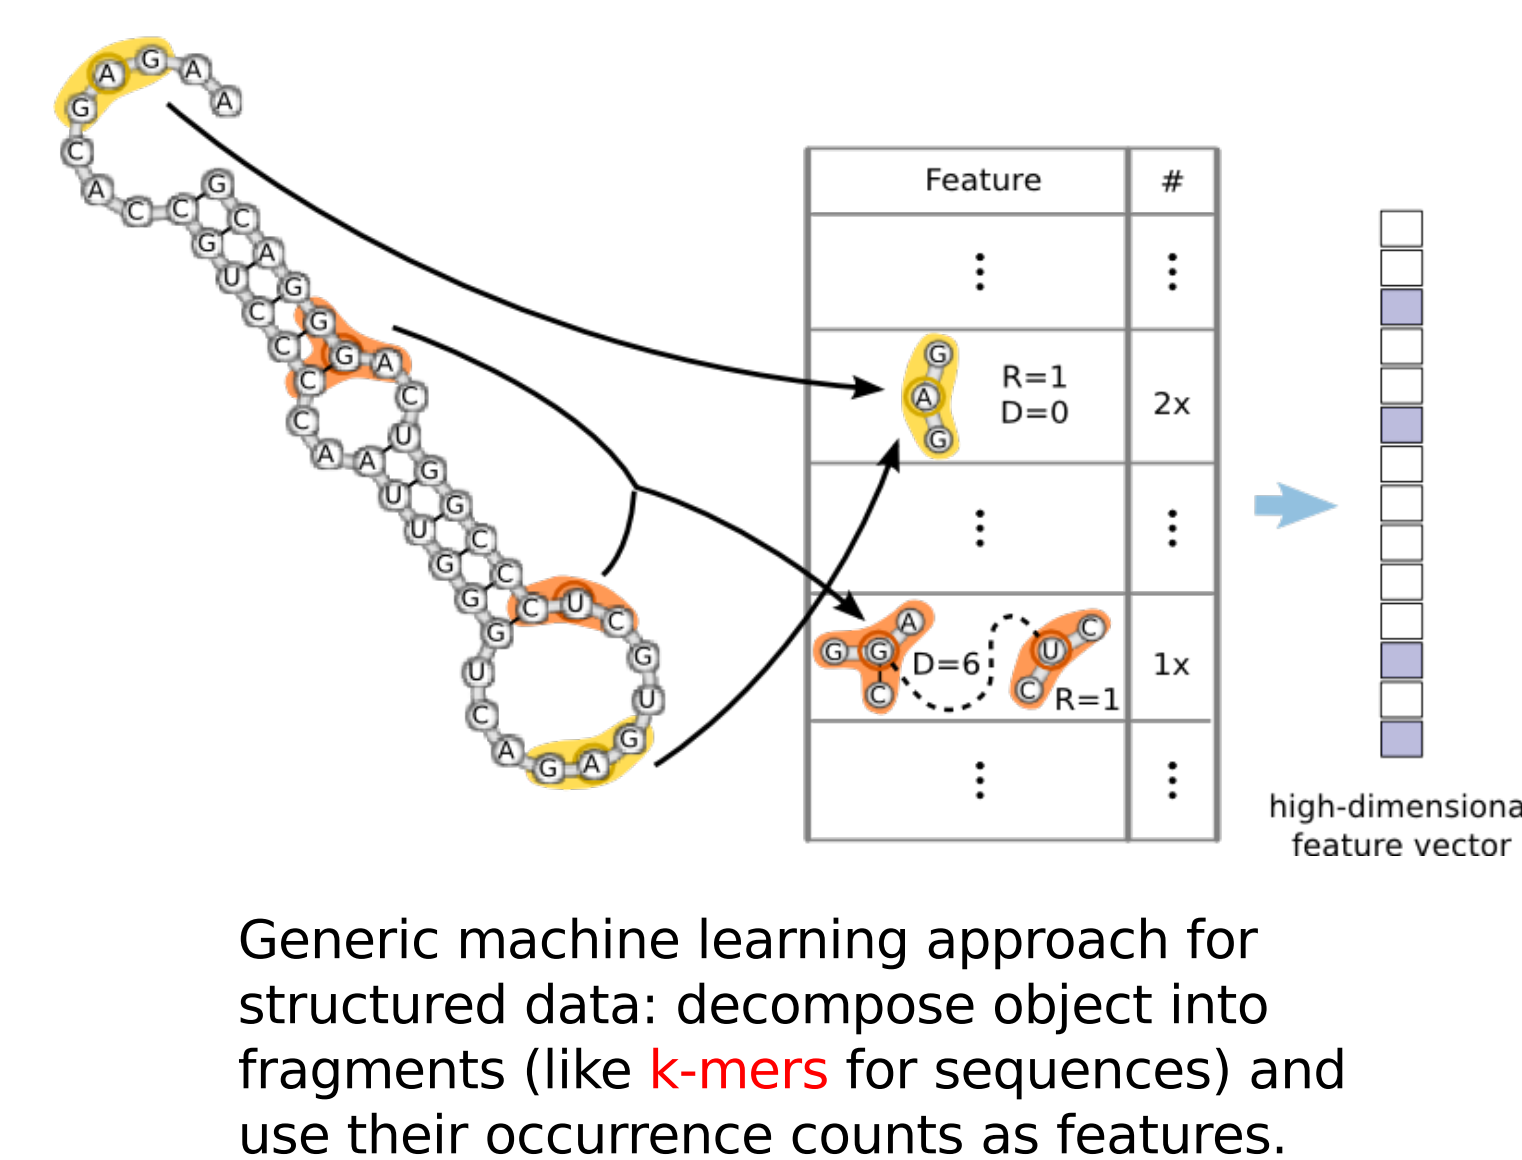 G A G A A
C
A C C G
G C
U A
C G
C G
C G A
C C
A A U
U G
U G
G C
G C
G C U C
U G
C U
A G A G
Feature #
G
A
G
R=1
D=0
2x
G G A
C
D=6
U C
C
R=1
1x
high-dimensiona
feature vector
Generic machine learning approach for
structured data: decompose object into
fragments (like k-mers for sequences) and
use their occurrence counts as features.